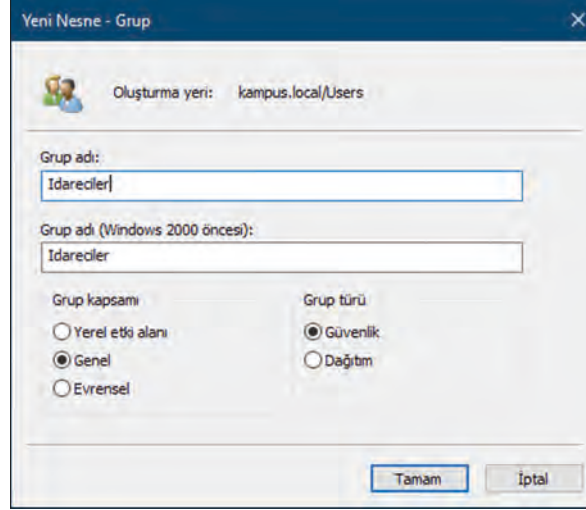 Yeni Nesne - Grup
Oluşturma yeri: kampus.local/Users
Grup adı:
Idareciler
Grup adı (Windows 2000 öncesi):
Idareciler
Grup kapsamı
Grup türü
Yerel etki alanı
Güvenlik
Genel
Dağıtım
Evrensel
Tamam
İptal